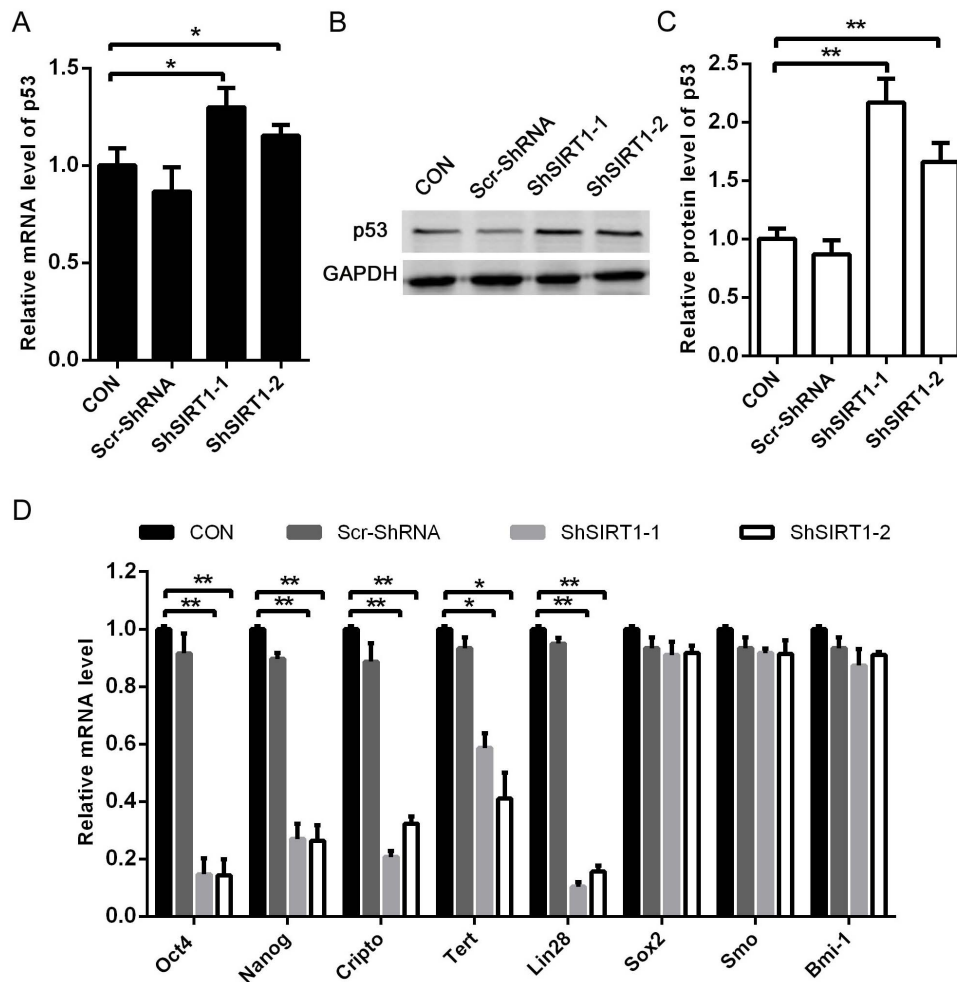 A
Relative mRNA level of p53
1.5
1.0
0.5
0.0
*
*
CON
Scr-ShRNA
ShSIRT1-1
ShSIRT1-2
B
CON
Scr-ShRNA
ShSIRT1-1
ShSIRT1-2
p53
GAPDH
C
Relative protein level of p53
2.5
2.0
1.5
1.0
0.5
0.0
**
**
CON
Scr-ShRNA
ShSIRT1-1
ShSIRT1-2
D
CON Scr-ShRNA ShSIRT1-1 ShSIRT1-2
Relative mRNA level
1.2
1.0
0.8
0.6
0.4
0.2
0.0
** ** ** * **
** ** ** * **
Oct4
Nanog
Cripto
Tert
Lin28
Sox2
Smo
Bmi-1